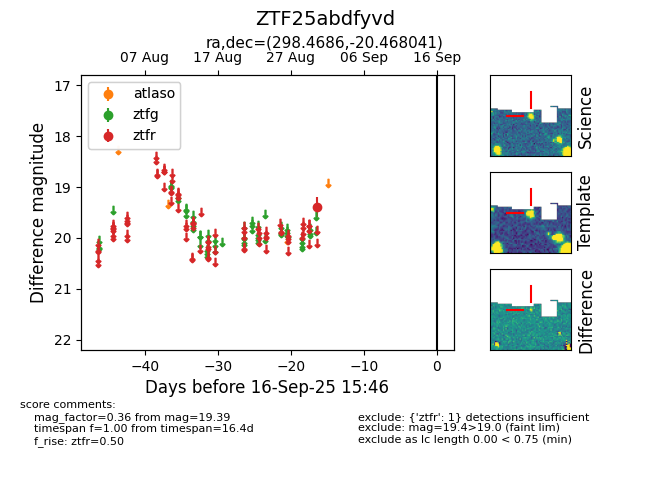 ZTF25abdfyvd
ra,dec=(298.4686,-20.468041)
07 Aug
17 Aug
27 Aug
06 Sep
16 Sep
atlaso
ztfg
ztfr
17
18
19
20
21
22
Difference magnitude
−40
−30
−20
−10
0
Days before 16-Sep-25 15:46
Science
Template
Difference
score comments:
mag_factor=0.36 from mag=19.39
timespan f=1.00 from timespan=16.4d
f_rise: ztfr=0.50
exclude: {'ztfr': 1} detections insufficient
exclude: mag=19.4>19.0 (faint lim)
exclude as lc length 0.00 < 0.75 (min)